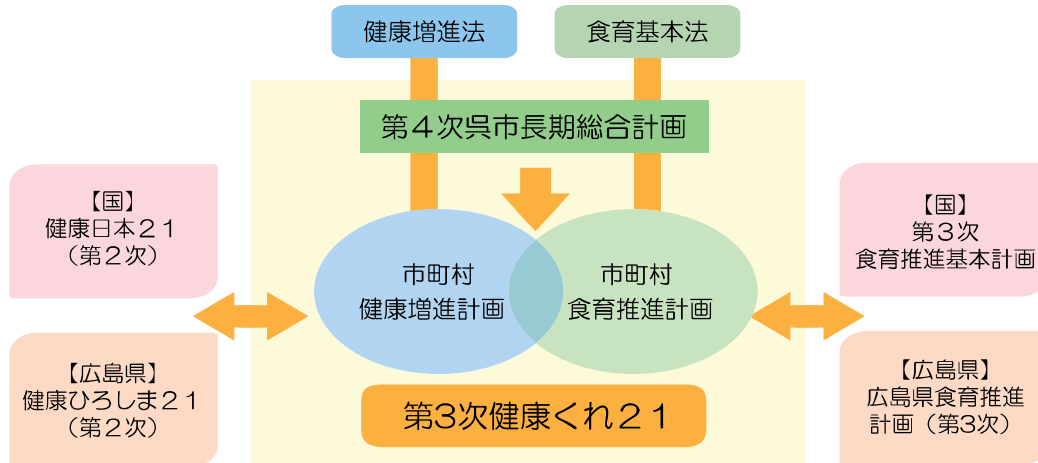 健康増進法
食育基本法
第４次呉市長期総合計画
【国】
健康日本２１
（第２次）
【広島県】
健康ひろしま２１
（第２次）
市町村
健康増進計画
市町村
食育推進計画
【国】
第３次
食育推進基本計画
【広島県】
広島県食育推進
計画（第3次）
第3次健康くれ２１